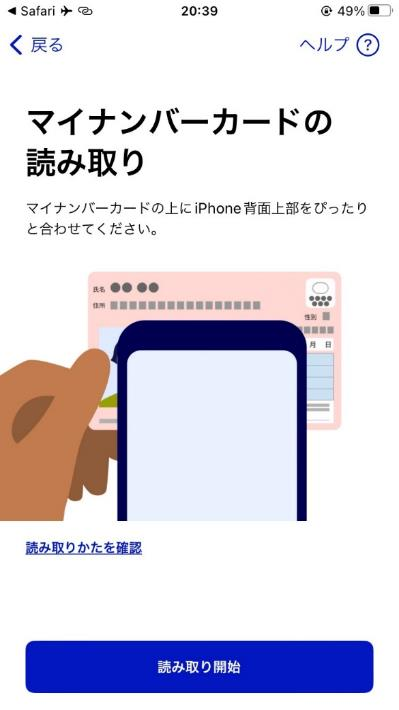 Safari 20:39 49%
戻る ヘルプ ?
マイナンバーカードの
読み取り
マイナンバーカードの上にiPhone背面上部をぴったり
と合わせてください。
氏名
住所
性別
月 日
読み取りかたを確認
読み取り開始